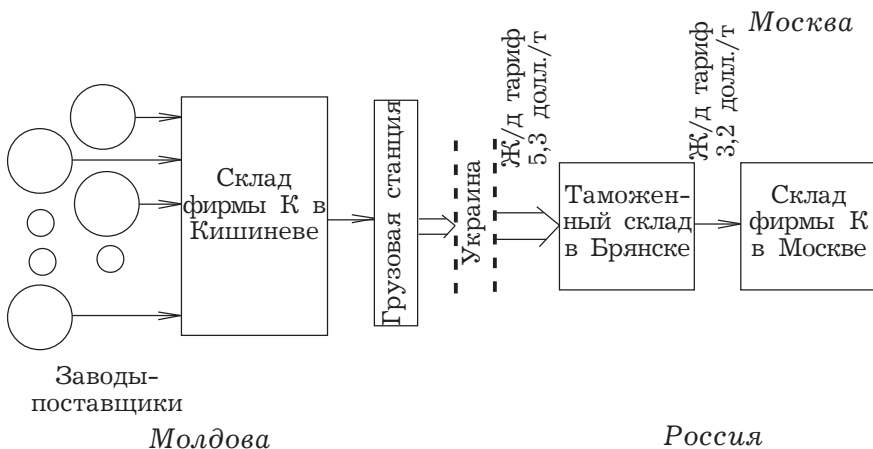 Москва
Ж/д тариф
5,3 долл./т
Ж/д тариф
3,2 долл./т
Склад
фирмы К в
Кишиневе
Грузовая станция
Украина
Таможен-
ный склад
в Брянске
Склад
фирмы К
в Москве
Заводы-
поставщики
Молдова
Россия